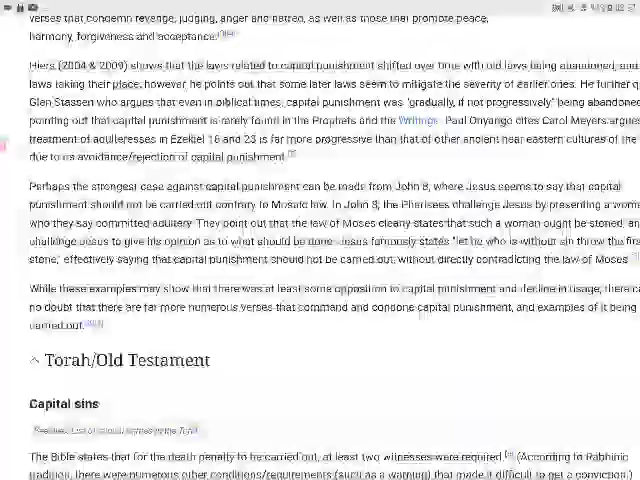 verses that condemn revenge, judging, anger and hatred, as well as those that promote peace,
harmony, forgiveness and acceptance.
Hiers (2004 & 2009) shows that the laws related to capital punishment shifted over time with old laws being abandoned, and
laws taking their place, however he points out that some later laws seem to mitigate the severity of earlier ones. He further q
Glen Stassen who argues that even in biblical times, capital punishment was "gradually, if not progressively" being abandone
pointing out that capital punishment is rarely found in the Prophets and the Writings. Paul Onyango cites Carol Meyers argues
treatment of adulteresses in Ezekiel 16 and 23 is far more progressive than that of other ancient near eastern cultures of the
due to its avoidance/rejection of capital punishment.
Perhaps the strongest case against capital punishment can be made from John 8, where Jesus seems to say that capital
punishment should not be carried out contrary to Mosaic law. In John 8, the Pharisees challenge Jesus by presenting a wom
who they say committed adultery. They point out that the law of Moses clearly states that such a woman ought be stoned, an
challenge Jesus to give his opinion as to what should be done. Jesus famously states "let he who is without sin throw the firs
stone," effectively saying that capital punishment should not be carried out, without directly contradicting the law of Moses.
While these examples may show that there was at least some opposition to capital punishment and decline in usage, there ca
no doubt that there are far more numerous verses that command and condone capital punishment, and examples of it being
carried out.
Torah/Old Testament
Capital sins
The Bible states that for the death penalty to be carried out, at least two witnesses were required. (According to Rabbinic
tradition, there were numerous other conditions/requirements (such as a warning) that made it difficult to get a conviction.)